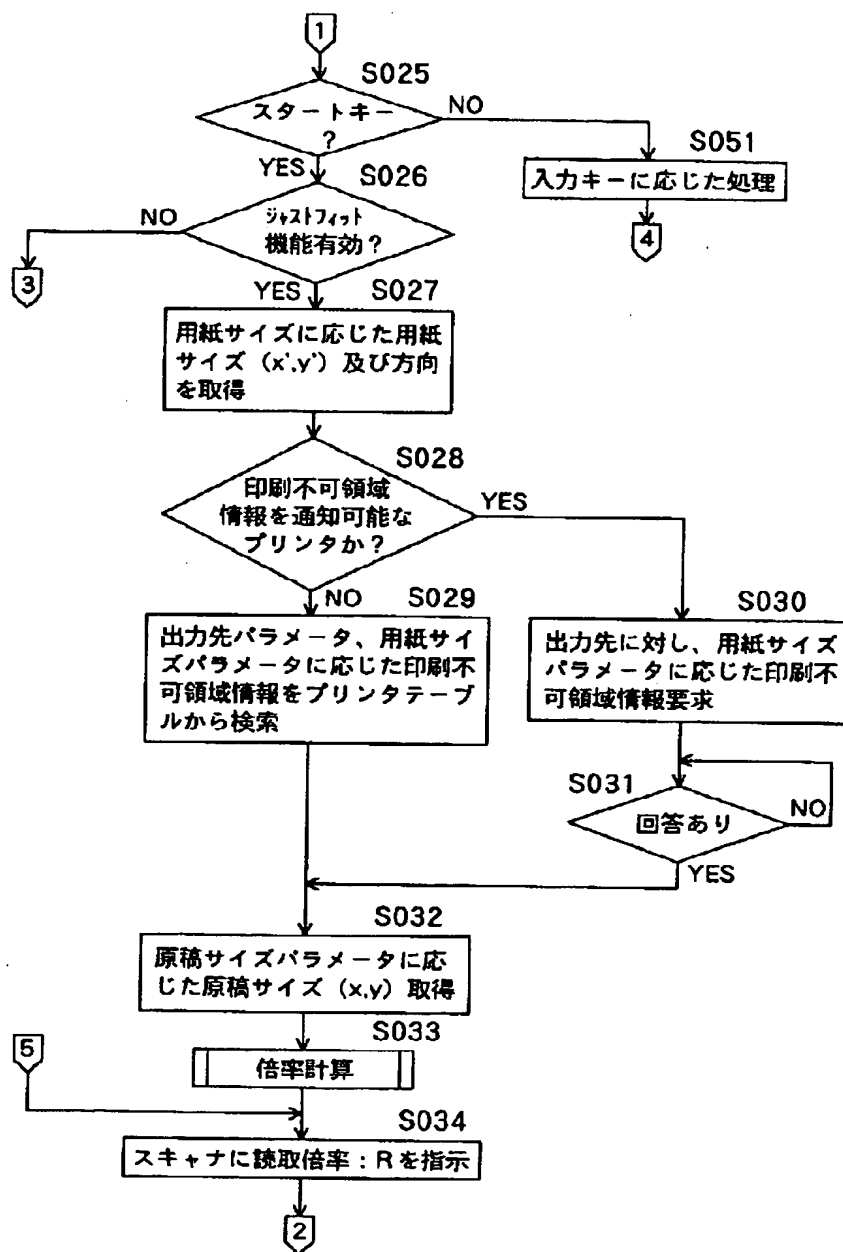 1
S025
スタートキー
?
NO
YES
S051
入力キーに応じた処理
4
S026
NO
ジャストフィット
機能有効?
3
YES
S027
用紙サイズに応じた用紙
サイズ (x',y') 及び方向
を取得
S028
印刷不可領域
情報を通知可能な
プリンタか?
YES
NO
S029
出力先パラメータ、用紙サイ
ズパラメータに応じた印刷不
可領域情報をプリンタテーブ
ルから検索
S030
出力先に対し、用紙サイズ
パラメータに応じた印刷不
可領域情報要求
S031
回答あり
NO
YES
S032
原稿サイズパラメータに応
じた原稿サイズ (x,y) 取得
S033
5
倍率計算
S034
スキャナに読取倍率:Rを指示
2